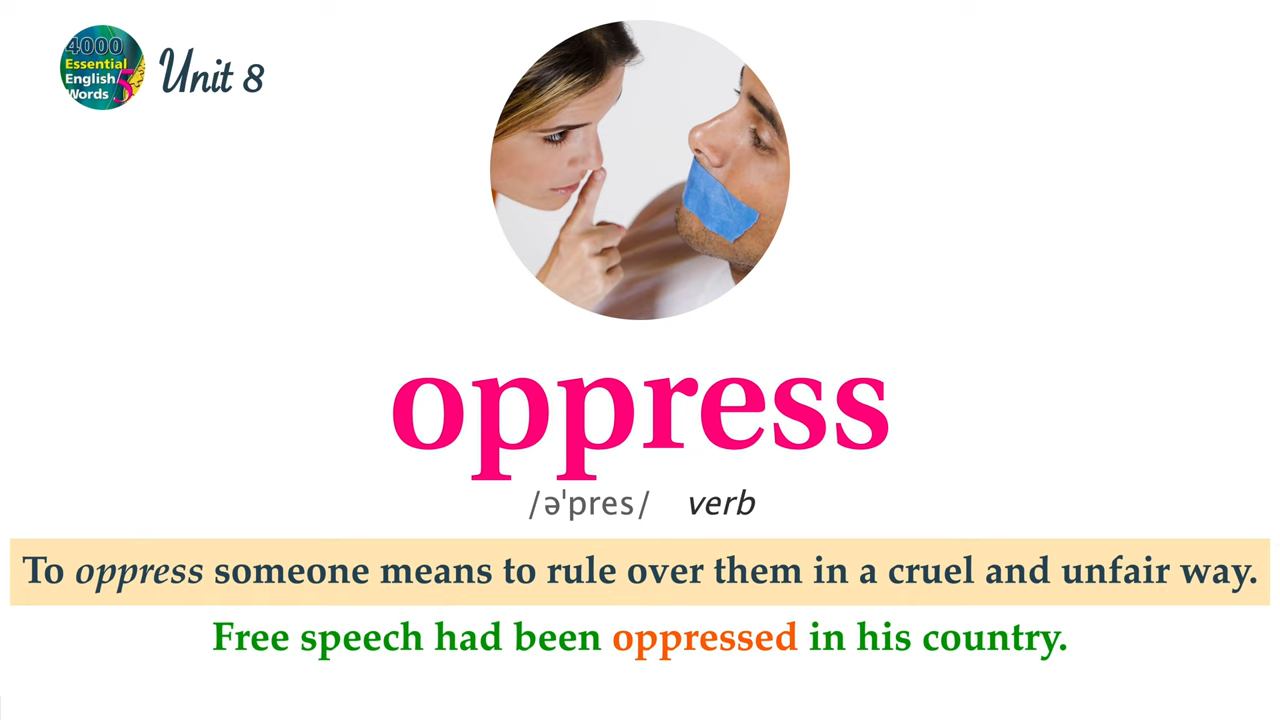 4000
Essential
English
Words 5
Unit 8
oppress
/əˈpres/ verb
To oppress someone means to rule over them in a cruel and unfair way.
Free speech had been oppressed in his country.